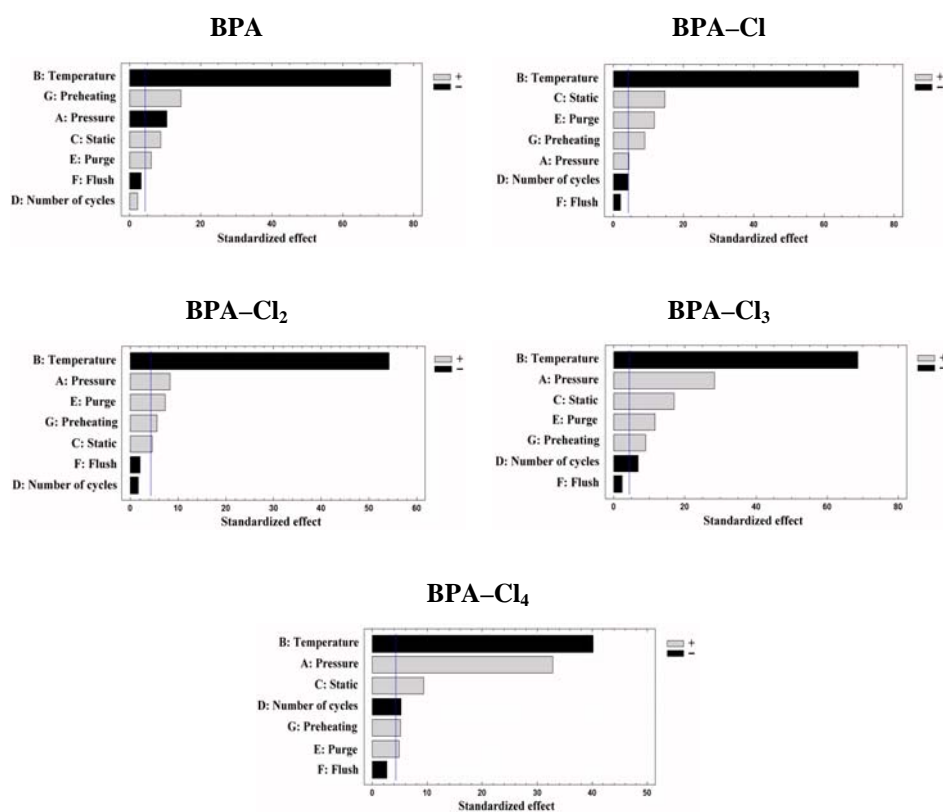 BPA
B: Temperature
G: Preheating
A: Pressure
C: Static
E: Purge
F: Flush
D: Number of cycles
0 20 40 60 80
Standardized effect
+
−
BPA–Cl
B: Temperature
C: Static
E: Purge
G: Preheating
A: Pressure
D: Number of cycles
F: Flush
0 20 40 60 80
Standardized effect
+
−
BPA–Cl₂
B: Temperature
A: Pressure
E: Purge
G: Preheating
C: Static
F: Flush
D: Number of cycles
0 10 20 30 40 50 60
Standardized effect
+
−
BPA–Cl₃
B: Temperature
A: Pressure
C: Static
E: Purge
G: Preheating
D: Number of cycles
F: Flush
0 20 40 60 80
Standardized effect
+
−
BPA–Cl₄
B: Temperature
A: Pressure
C: Static
D: Number of cycles
G: Preheating
E: Purge
F: Flush
0 10 20 30 40 50
Standardized effect
+
−